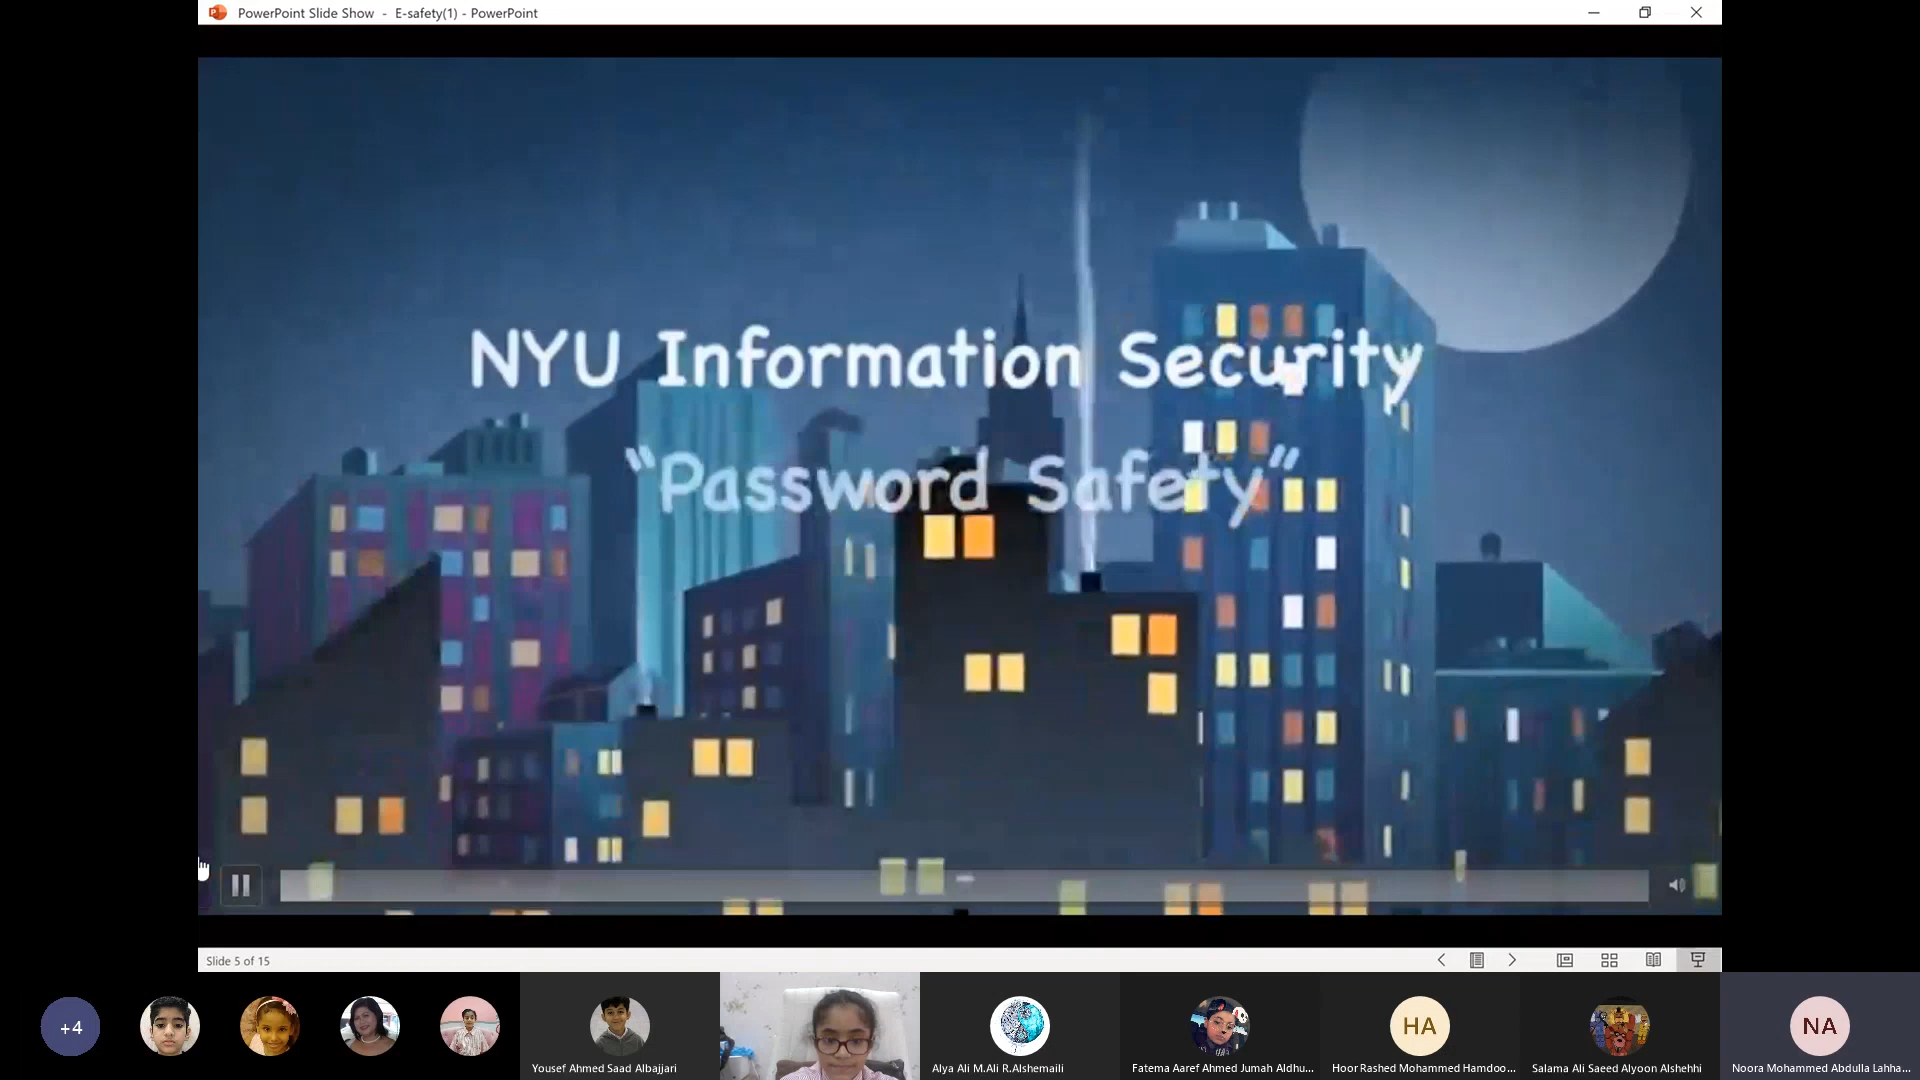 PowerPoint Slide Show - E-safety(1) - PowerPoint
NYU Information Security
“Password Safety”
Slide 5 of 15
+4
Yousef Ahmed Saad Albajjari
Alya Ali M.Ali R.Alshemaili
Fatema Aaref Ahmed Jumah Aldhu...
HA
Hoor Rashed Mohammed Hamdoo...
Salama Ali Saeed Alyoon Alshehhi
NA
Noora Mohammed Abdulla Lahha...